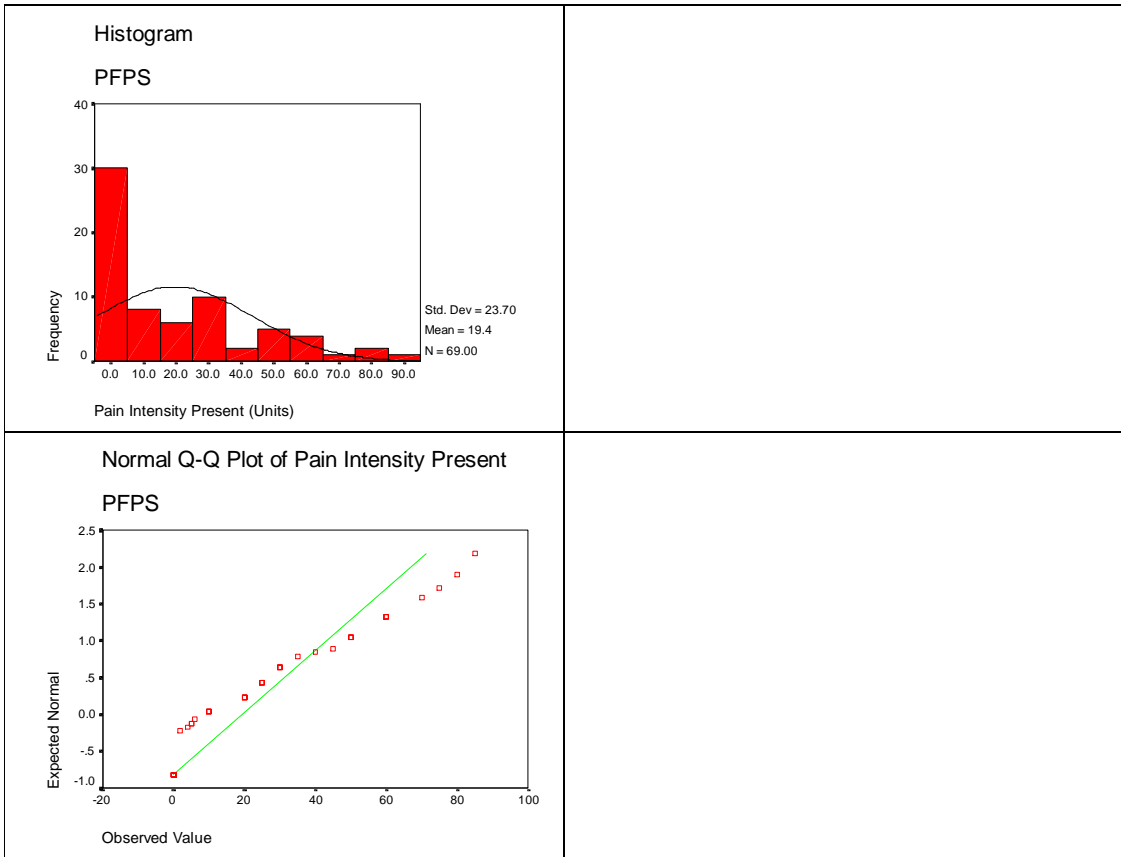 Histogram
PFPS
40
30
20
10
0
Frequency
0.0 10.0 20.0 30.0 40.0 50.0 60.0 70.0 80.0 90.0
Pain Intensity Present (Units)
Std. Dev = 23.70
Mean = 19.4
N = 69.00
Normal Q-Q Plot of Pain Intensity Present
PFPS
2.5
2.0
1.5
1.0
.5
0.0
-.5
-1.0
Expected Normal
-20 0 20 40 60 80 100
Observed Value